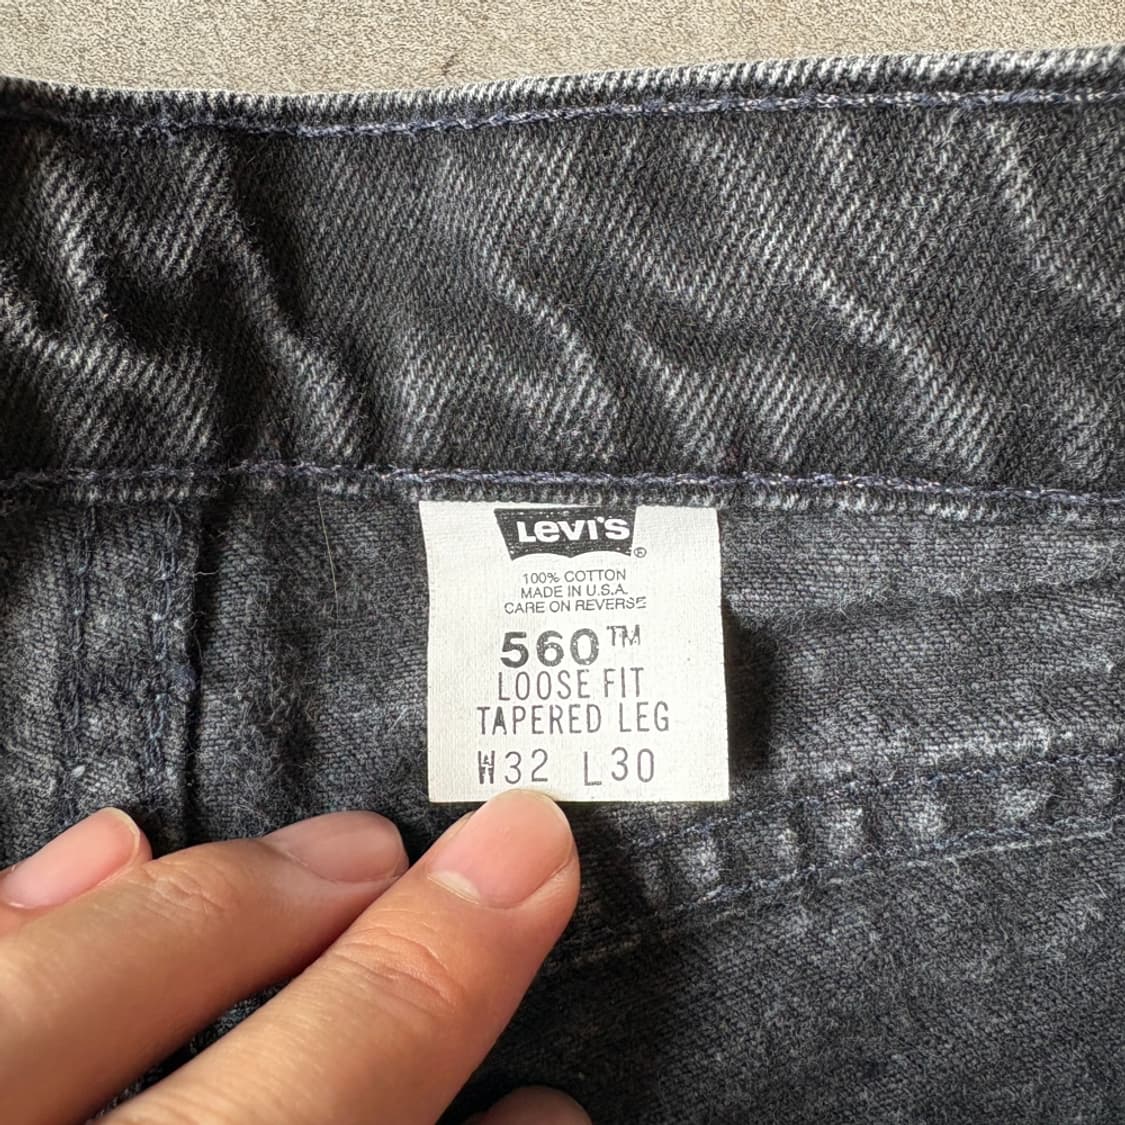 Levi's®
100% COTTON
MADE IN U.S.A.
CARE ON REVERSE
560™
LOOSE FIT
TAPERED LEG
W32 L30